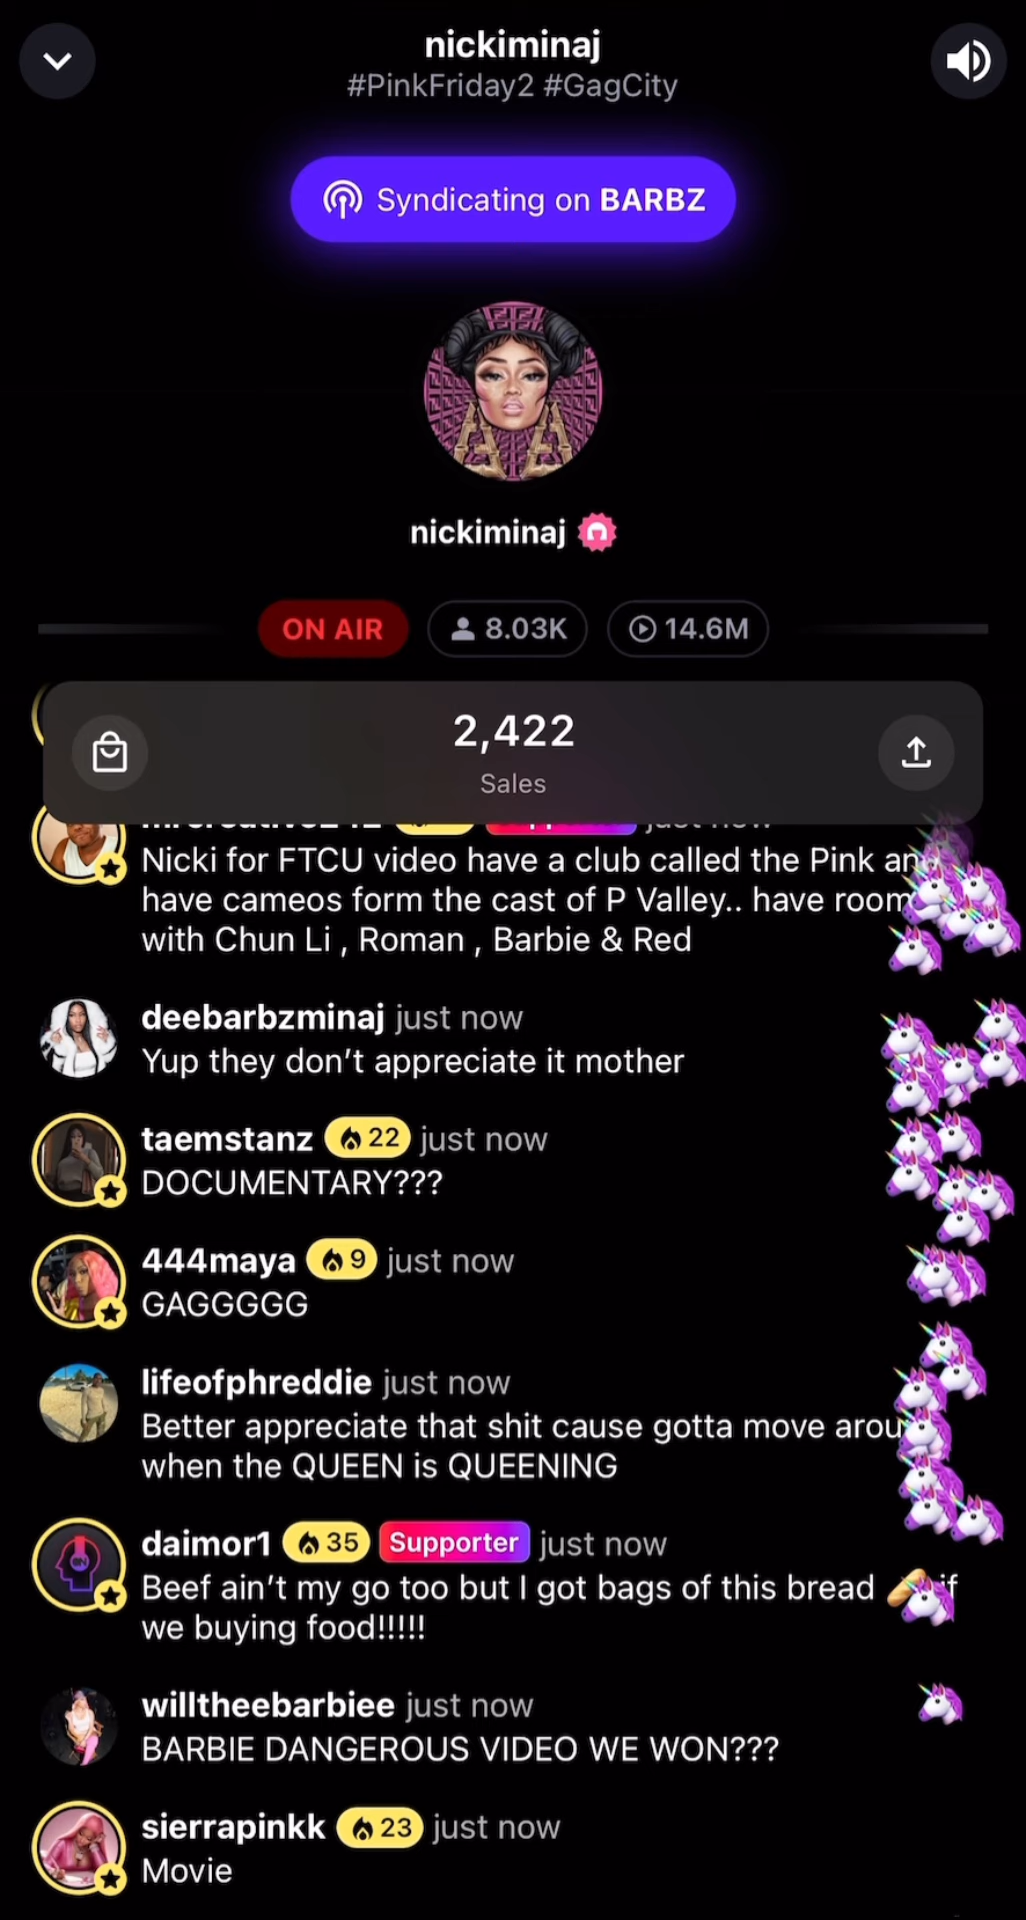 nickiminaj
#PinkFriday2 #GagCity
Syndicating on BARBZ
nickiminaj
ON AIR 8.03K 14.6M
2,422
Sales
just now
Nicki for FTCU video have a club called the Pink and
have cameos form the cast of P Valley.. have room
with Chun Li , Roman , Barbie & Red
deebarbzminaj just now
Yup they don’t appreciate it mother
taemstanz 22 just now
DOCUMENTARY???
444maya 9 just now
GAGGGGG
lifeofphreddie just now
Better appreciate that shit cause gotta move arou
when the QUEEN is QUEENING
daimor1 35 Supporter just now
Beef ain’t my go too but I got bags of this bread 🥖 if
we buying food!!!!!
willtheebarbiee just now
BARBIE DANGEROUS VIDEO WE WON???
sierrapinkk 23 just now
Movie